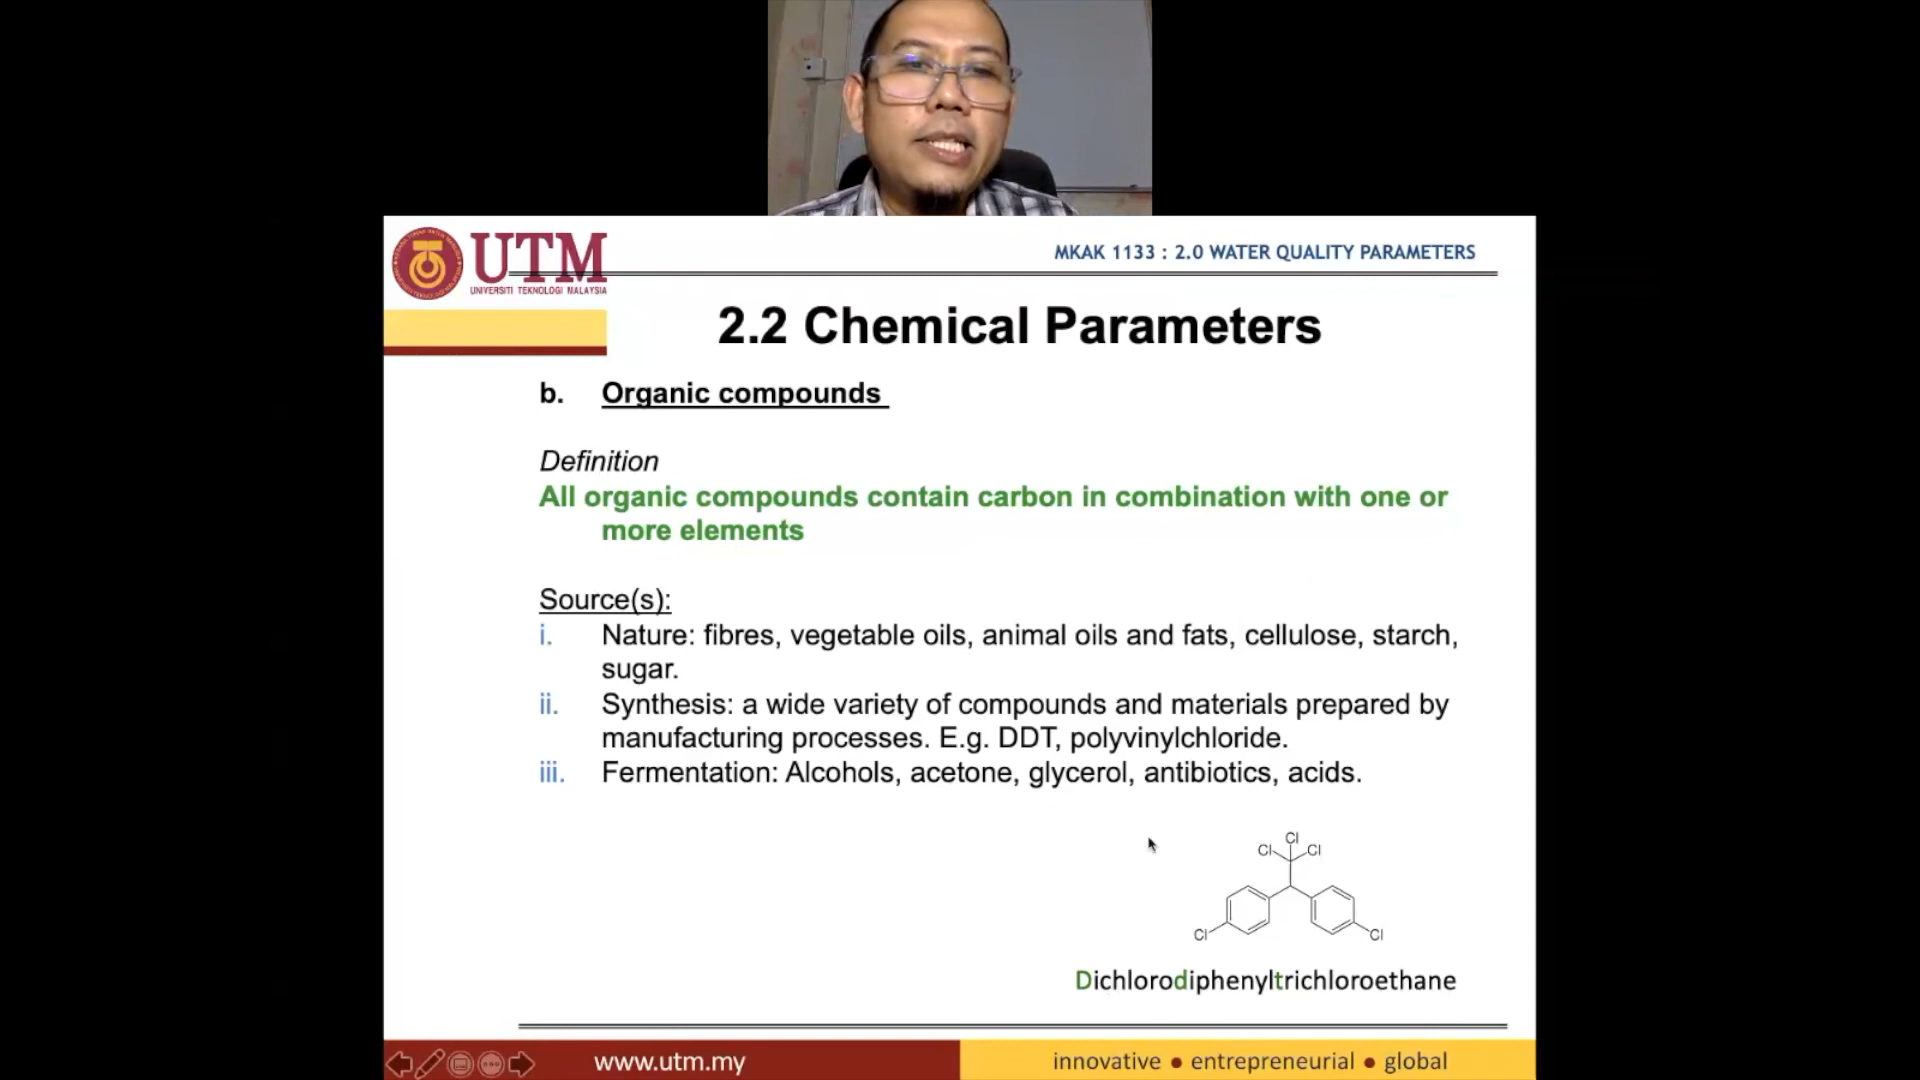 UTM
UNIVERSITI TEKNOLOGI MALAYSIA
MKAK 1133 : 2.0 WATER QUALITY PARAMETERS
2.2 Chemical Parameters
b. Organic compounds
Definition
All organic compounds contain carbon in combination with one or
more elements
Source(s):
i. Nature: fibres, vegetable oils, animal oils and fats, cellulose, starch,
sugar.
ii. Synthesis: a wide variety of compounds and materials prepared by
manufacturing processes. E.g. DDT, polyvinylchloride.
iii. Fermentation: Alcohols, acetone, glycerol, antibiotics, acids.
Cl
Cl Cl
Cl Cl
Dichlorodiphenyltrichloroethane
www.utm.my
innovative ● entrepreneurial ● global